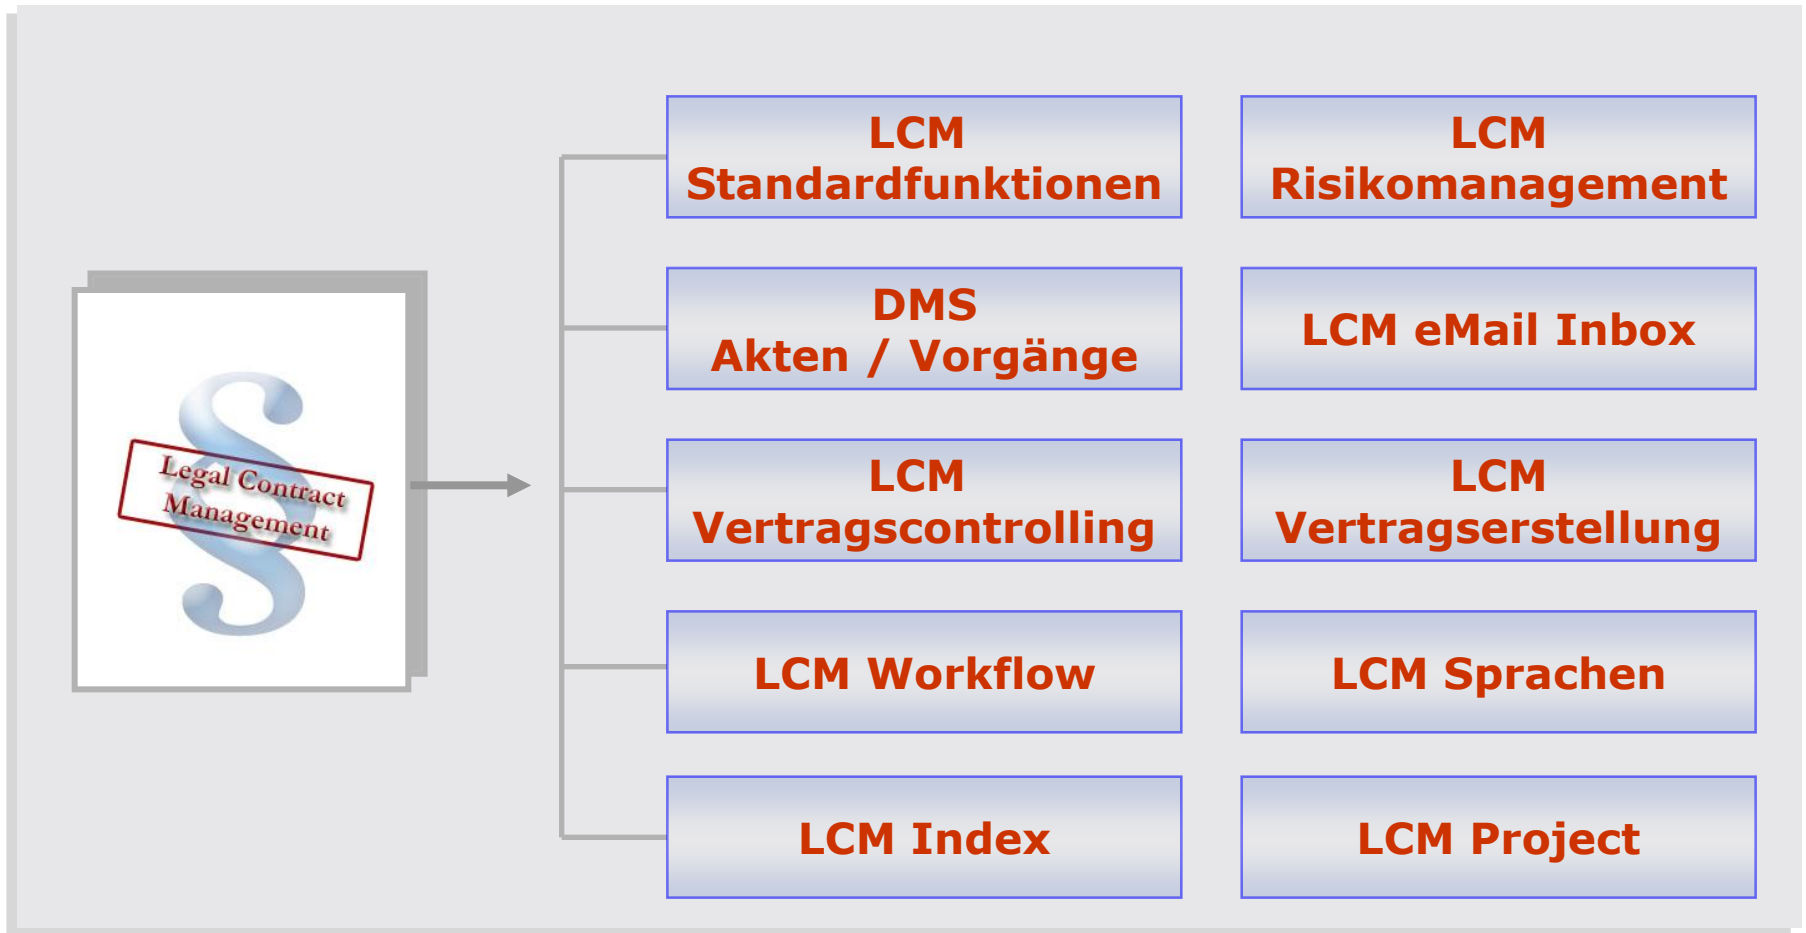 Legal Contract
Management
LCM
Standardfunktionen
DMS
Akten / Vorgänge
LCM
Vertragscontrolling
LCM Workflow
LCM Index
LCM
Risikomanagement
LCM eMail Inbox
LCM
Vertragserstellung
LCM Sprachen
LCM Project